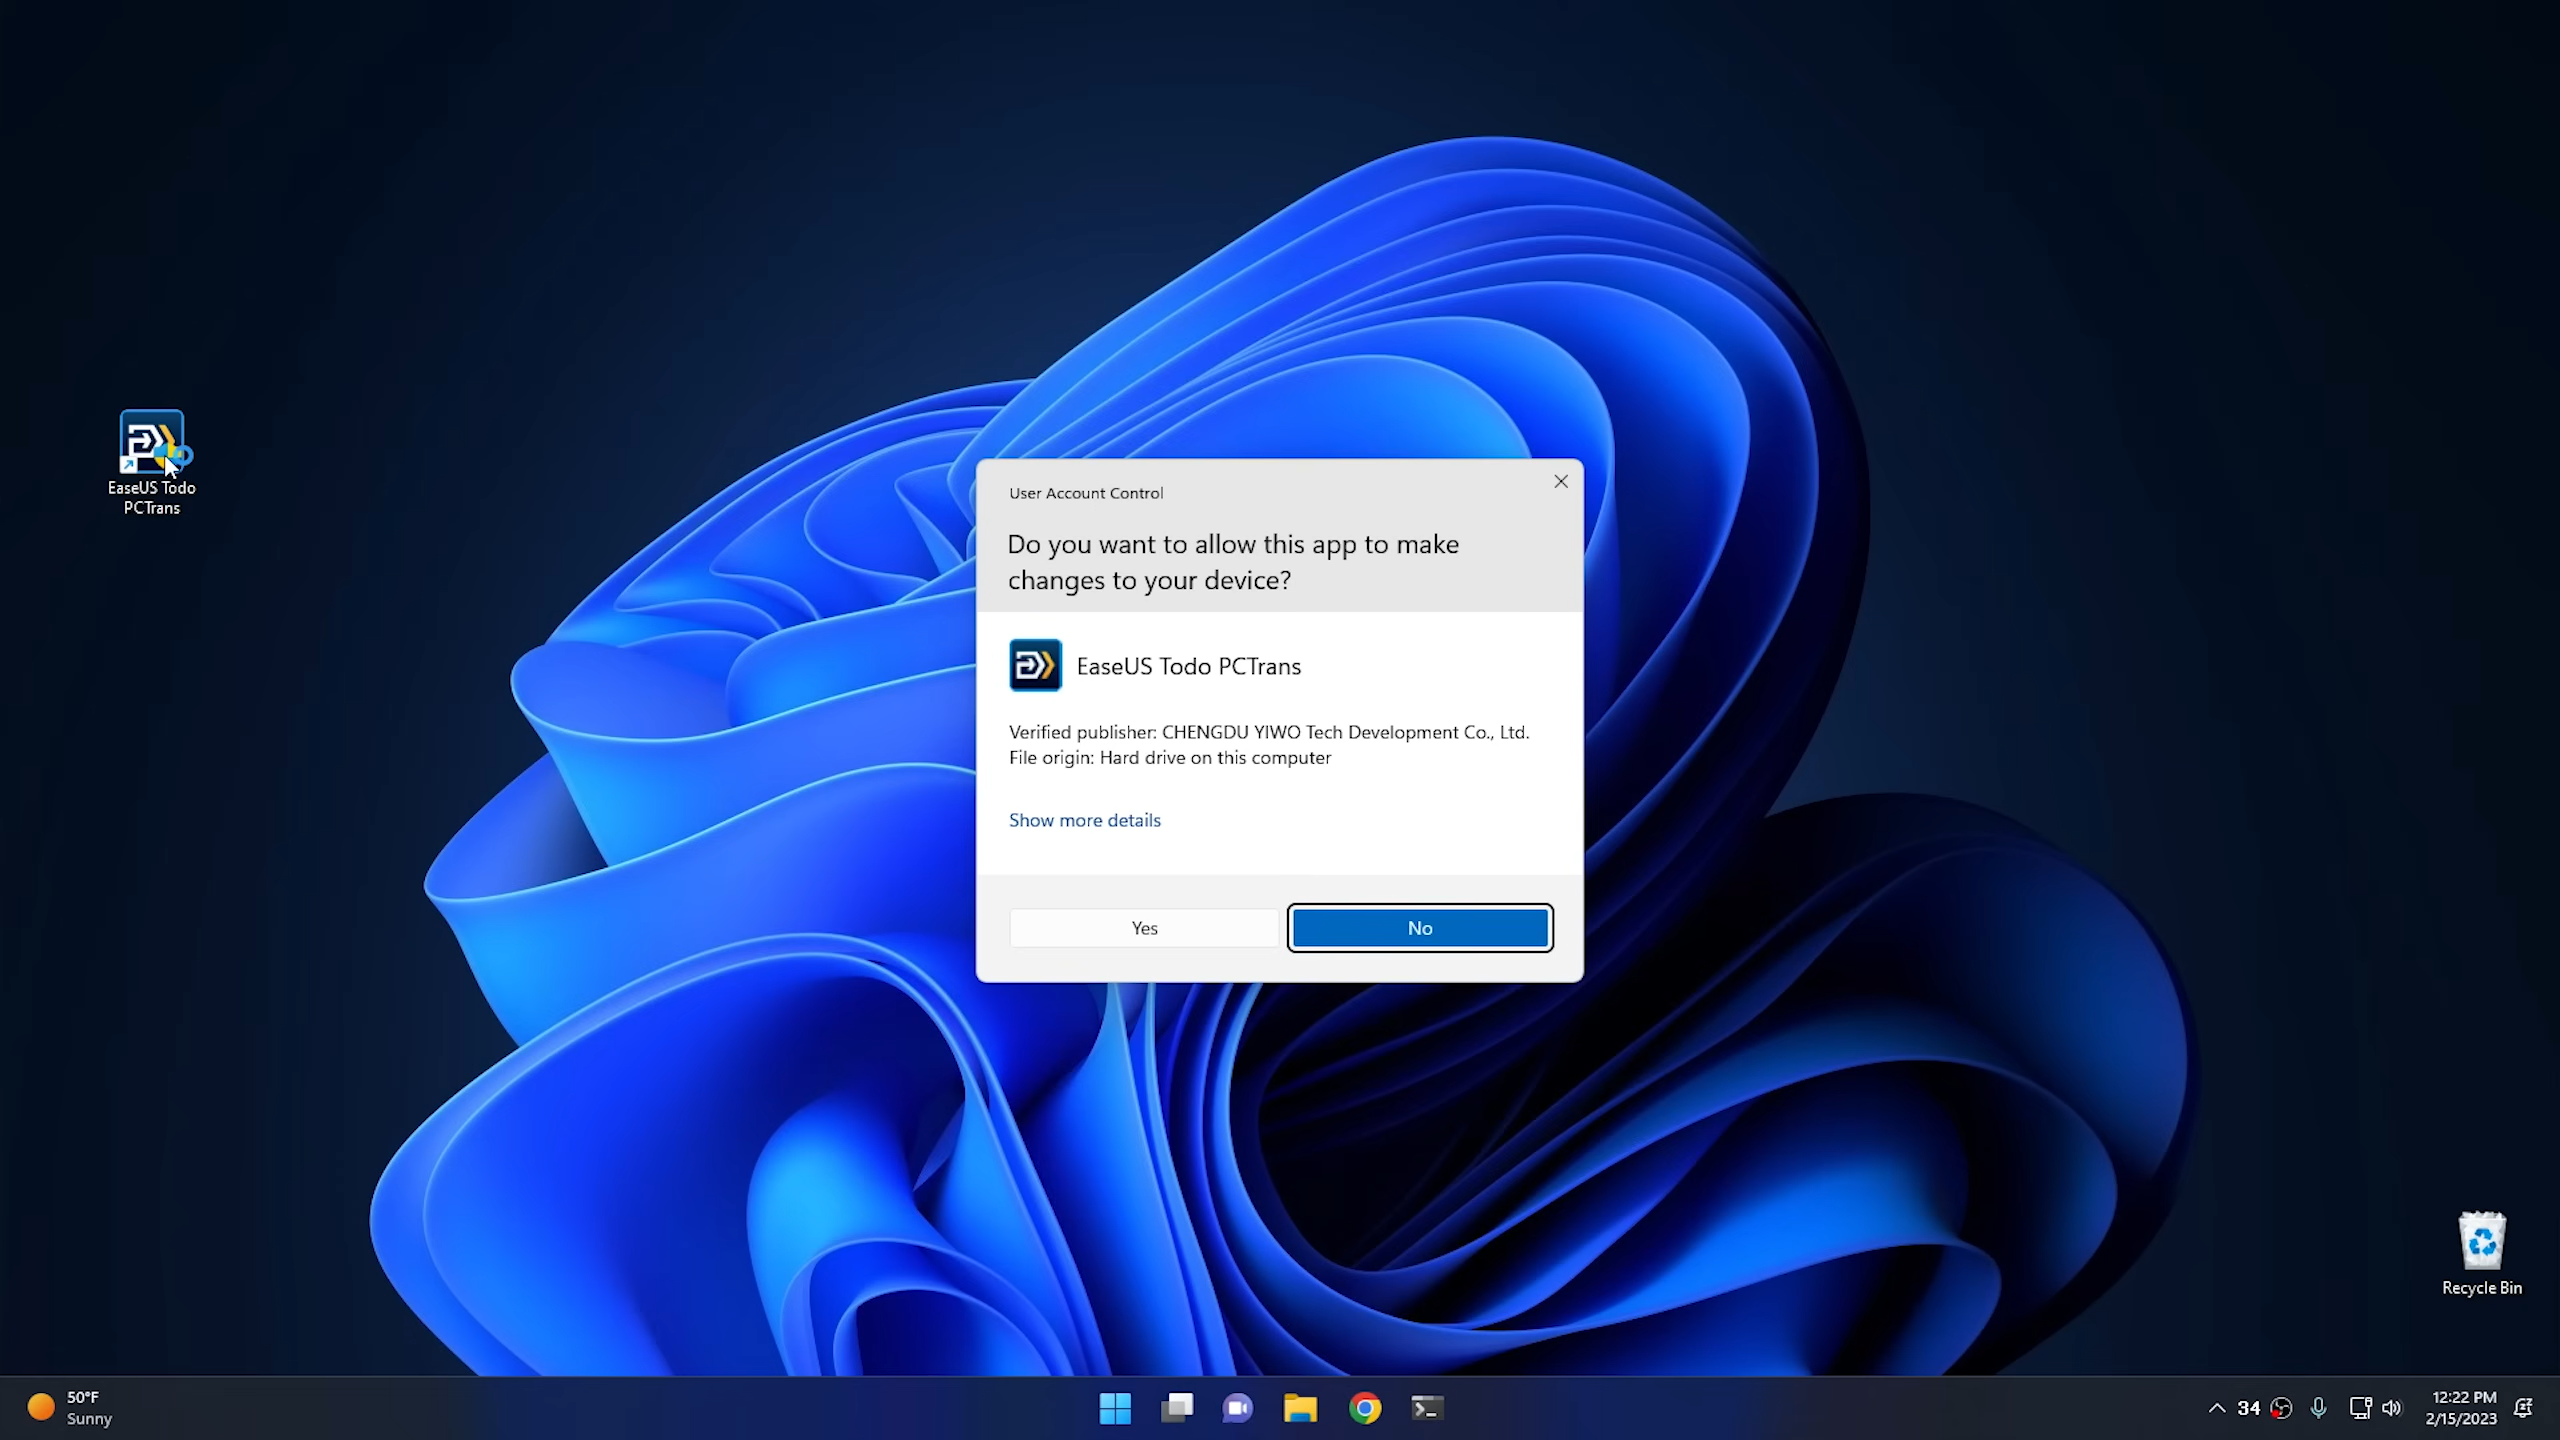 EaseUS Todo
PCTrans
User Account Control
Do you want to allow this app to make
changes to your device?
EaseUS Todo PCTrans
Verified publisher: CHENGDU YIWO Tech Development Co., Ltd.
File origin: Hard drive on this computer
Show more details
Yes
No
Recycle Bin
50°F
Sunny
34
12:22 PM
2/15/2023